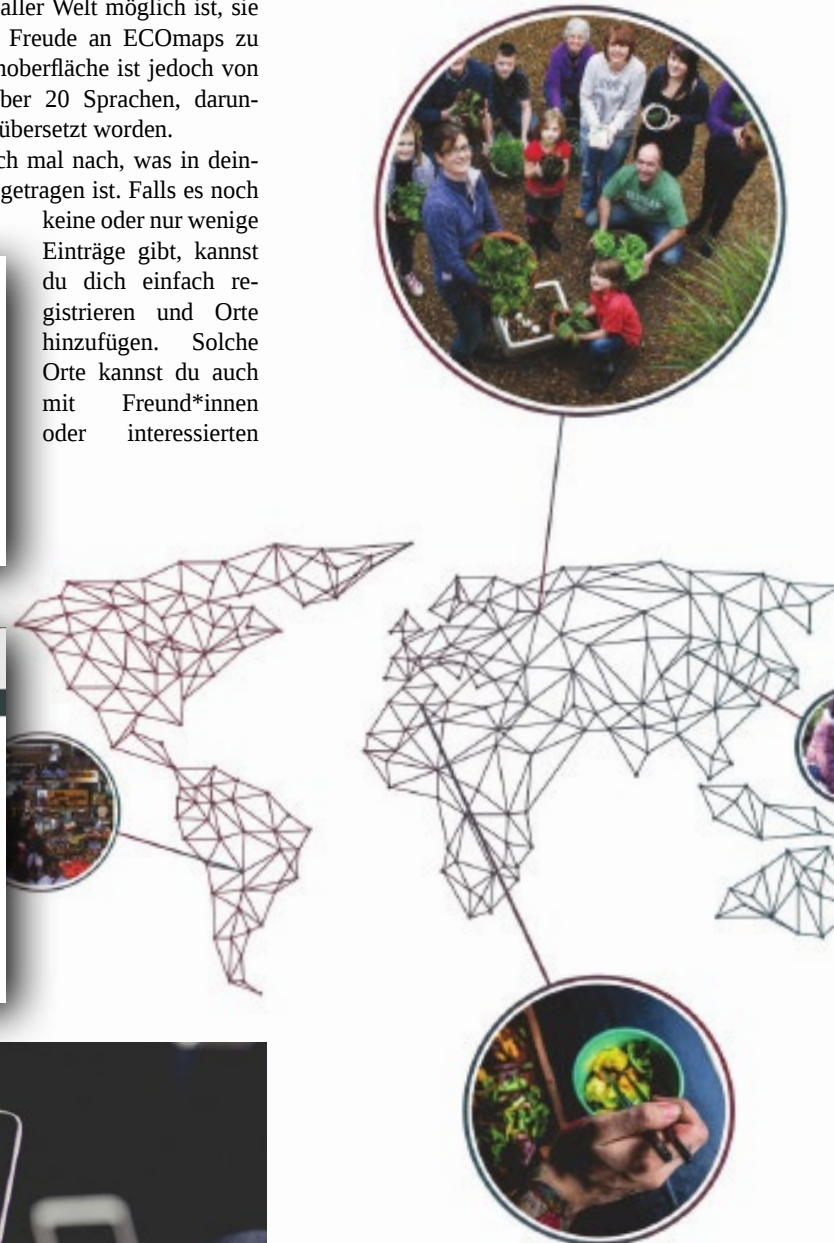 aller Welt möglich ist, sie
Freude an ECOmaps zu
noberfläche ist jedoch von
ber 20 Sprachen, darun-
übersetzt worden.
ch mal nach, was in dein-
getragen ist. Falls es noch
keine oder nur wenige
Einträge gibt, kannst
du dich einfach re-
gistrieren und Orte
hinzufügen. Solche
Orte kannst du auch
mit Freund*innen
oder interessierten